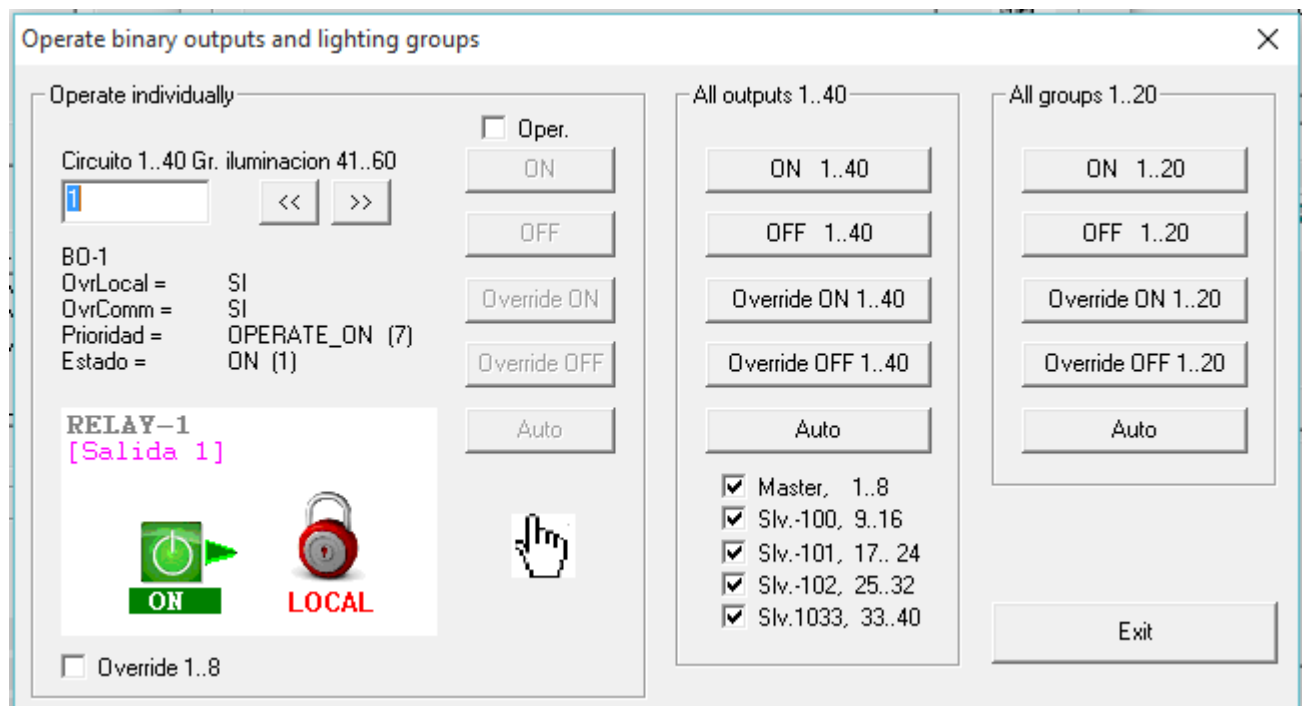 Operate binary outputs and lighting groups
Operate individually
Oper.
Circuito 1..40 Gr. iluminacion 41..60
1
<<
>>
ON
OFF
Override ON
Override OFF
Auto
BO-1
OvrLocal = SI
OvrComm = SI
Prioridad = OPERATE_ON (7)
Estado = ON (1)
RELAY-1
[Salida 1]
ON
LOCAL
Override 1..8
All outputs 1..40
ON 1..40
OFF 1..40
Override ON 1..40
Override OFF 1..40
Auto
Master, 1..8
Slv.-100, 9..16
Slv.-101, 17.. 24
Slv.-102, 25..32
Slv.1033, 33..40
All groups 1..20
ON 1..20
OFF 1..20
Override ON 1..20
Override OFF 1..20
Auto
Exit